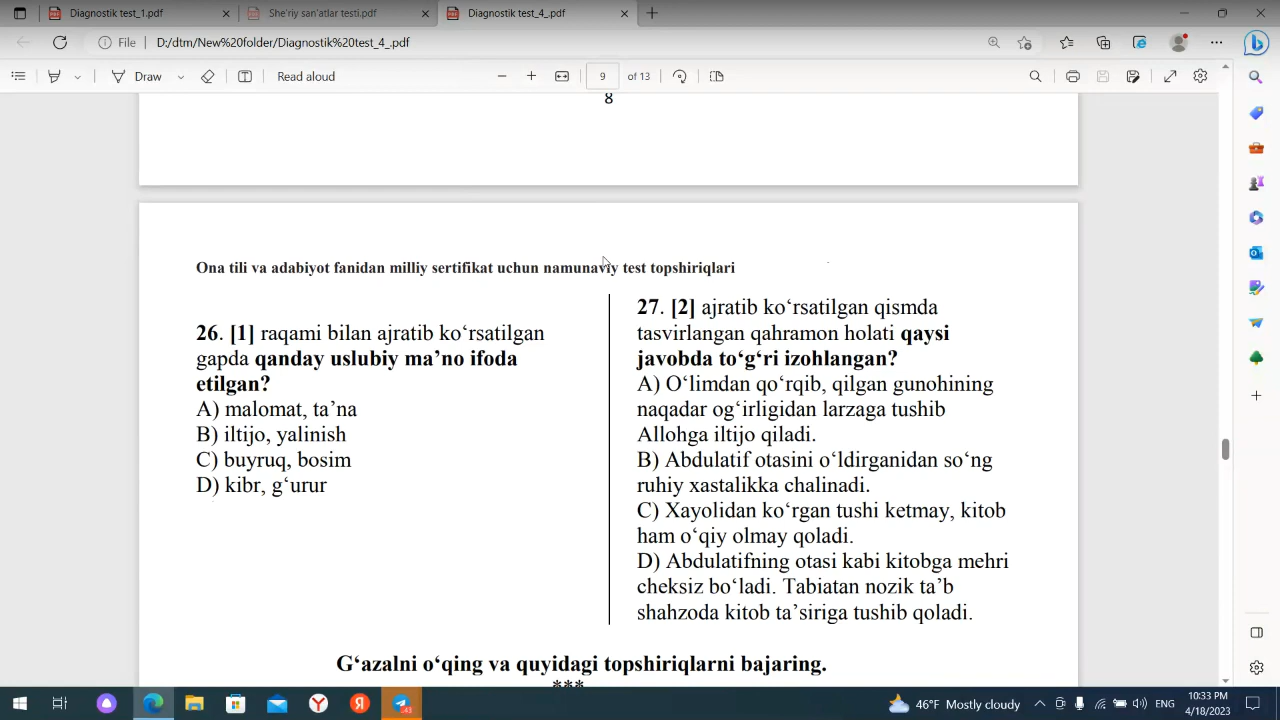 Diagnostik test_1.pdf
She'riy san'atlar testi.pdf
Diagnostik test_4_.pdf
File
D:/dtm/New%20folder/Diagnostik%20test_4_.pdf
Draw
Read aloud
9
of 13
8
Ona tili va adabiyot fanidan milliy sertifikat uchun namunaviy test topshiriqlari
26. [1] raqami bilan ajratib ko‘rsatilgan
gapda qanday uslubiy ma’no ifoda
etilgan?
A) malomat, ta’na
B) iltijo, yalinish
C) buyruq, bosim
D) kibr, g‘urur
27. [2] ajratib ko‘rsatilgan qismda
tasvirlangan qahramon holati qaysi
javobda to‘g‘ri izohlangan?
A) O‘limdan qo‘rqib, qilgan gunohining
naqadar og‘irligidan larzaga tushib
Allohga iltijo qiladi.
B) Abdulatif otasini o‘ldirganidan so‘ng
ruhiy xastalikka chalinadi.
C) Xayolidan ko‘rgan tushi ketmay, kitob
ham o‘qiy olmay qoladi.
D) Abdulatifning otasi kabi kitobga mehri
cheksiz bo‘ladi. Tabiatan nozik ta’b
shahzoda kitob ta’siriga tushib qoladi.
G‘azalni o‘qing va quyidagi topshiriqlarni bajaring.
***
46°F Mostly cloudy
ENG
10:33 PM
4/18/2023